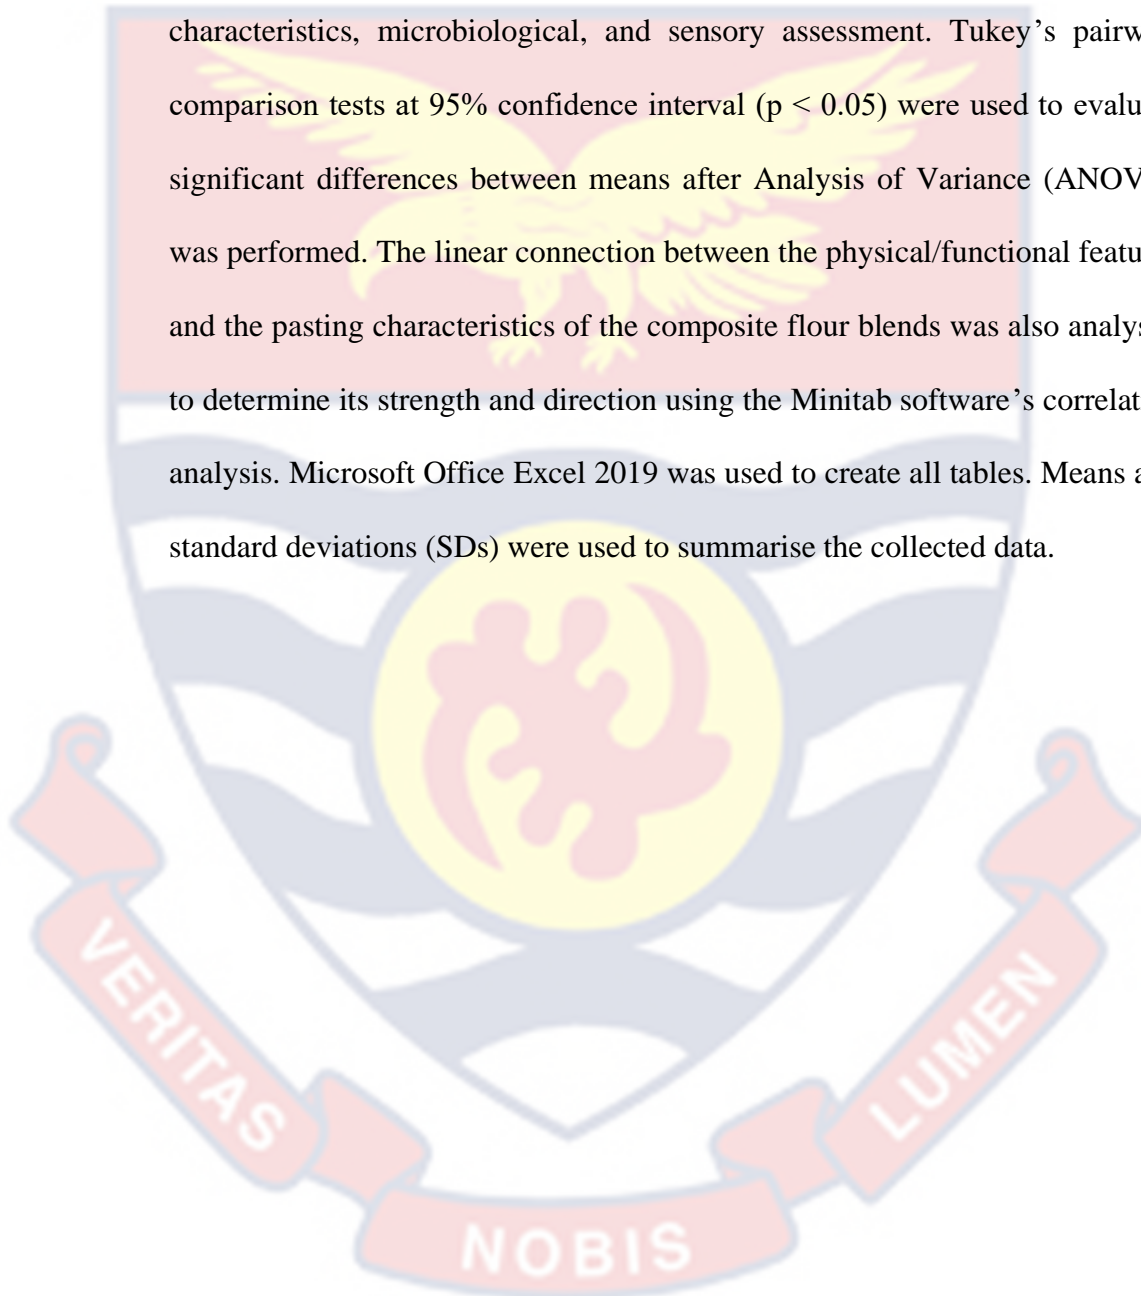 characteristics, microbiological, and sensory assessment. Tukey's pairw
comparison tests at 95% confidence interval (p < 0.05) were used to evalu
significant differences between means after Analysis of Variance (ANOV
was performed. The linear connection between the physical/functional featu
and the pasting characteristics of the composite flour blends was also analys
to determine its strength and direction using the Minitab software's correlati
analysis. Microsoft Office Excel 2019 was used to create all tables. Means a
standard deviations (SDs) were used to summarise the collected data.
VERITAS
NOBIS
LUMEN